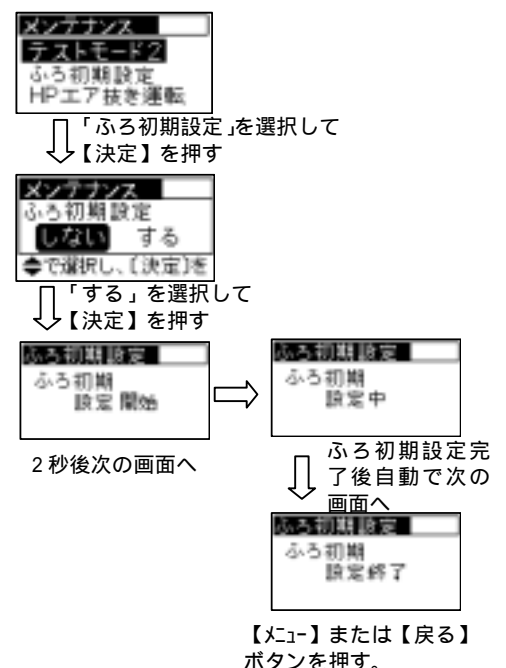 メンテナンス
テストモード2
ふろ初期設定
HPエア抜き運転
「ふろ初期設定」を選択して
【決定】を押す
メンテナンス
ふろ初期設定
しない する
◆で選択し、[決定]を
「する」を選択して
【決定】を押す
ふろ初期設定
ふろ初期
設定開始
2秒後次の画面へ
ふろ初期設定
ふろ初期
設定中
ふろ初期設定完
了後自動で次の
画面へ
ふろ初期設定
ふろ初期
設定終了
【ﾒﾆｭｰ】または【戻る】
ボタンを押す。